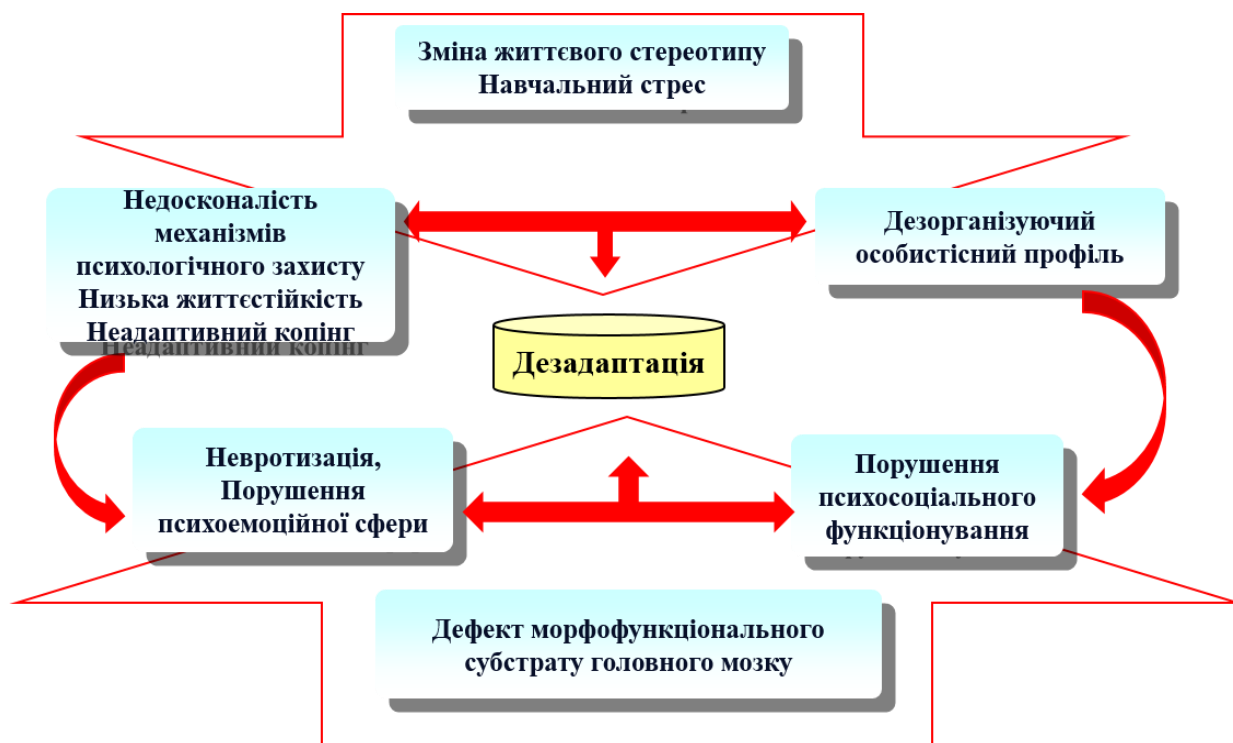 Зміна життєвого стереотипу
Навчальний стрес
Недосконалість
механізмів
психологічного захисту
Низька життєстійкість
Неадаптивний копінг
Дезорганізуючий
особистісний профіль
Дезадаптація
Невротизація,
Порушення
психоемоційної сфери
Порушення
психосоціального
функціонування
Дефект морфофункціонального
субстрату головного мозку